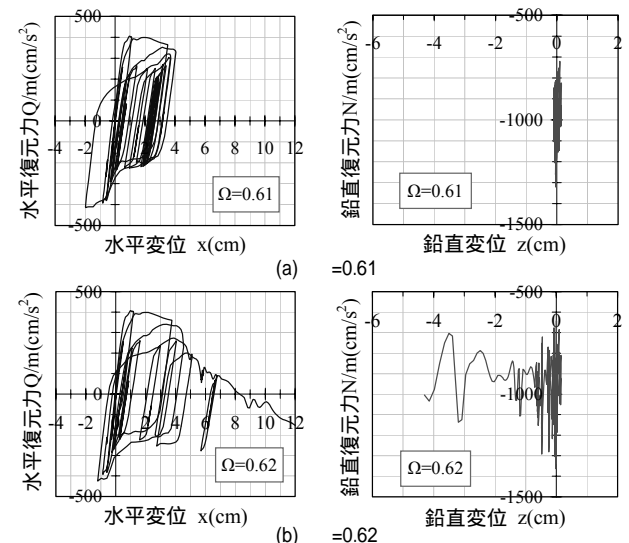 500
水平復元力Q/m(cm/s²)
0
-4 -2 0 2 4 6 8 10 12
Ω=0.61
-500
水平変位 x(cm)
-500
-6 -4 -2 0 2
鉛直復元力N/m(cm/s²)
-1000
Ω=0.61
-1500
鉛直変位 z(cm)
(a) =0.61
500
水平復元力Q/m(cm/s²)
0
-4 -2 0 2 4 6 8 10 12
Ω=0.62
-500
水平変位 x(cm)
-500
-6 -4 -2 0 2
鉛直復元力N/m(cm/s²)
-1000
Ω=0.62
-1500
鉛直変位 z(cm)
(b) =0.62